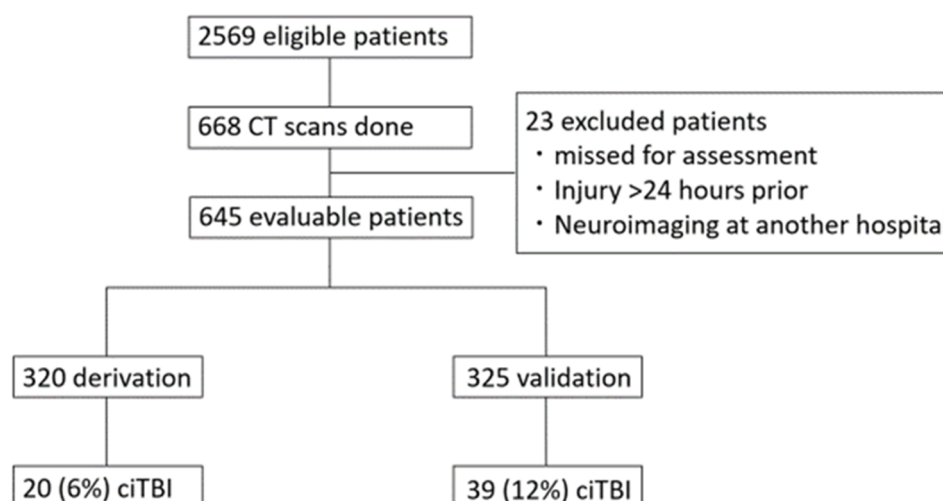 2569 eligible patients
668 CT scans done
23 excluded patients
・missed for assessment
・Injury >24 hours prior
・Neuroimaging at another hospita
645 evaluable patients
320 derivation
325 validation
20 (6%) ciTBI
39 (12%) ciTBI